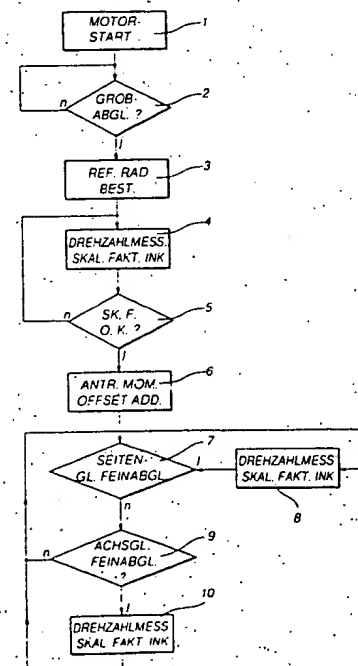 MOTOR-
START
1
n
GROB-
ABGL. ?
2
j
REF. RAD
BEST.
3
DREHZAHLMESS.
SKAL. FAKT. INK
4
n
SK. F.
O. K. ?
5
j
ANTR. MOM.
OFFSET ADD.
6
SEITEN-
GL. FEINABGL.
7
j
DREHZAHLMESS
SKAL. FAKT. INK
8
n
n
ACHSGL.
FEINABGL.
?
9
j
DREHZAHLMESS
SKAL FAKT INK
10